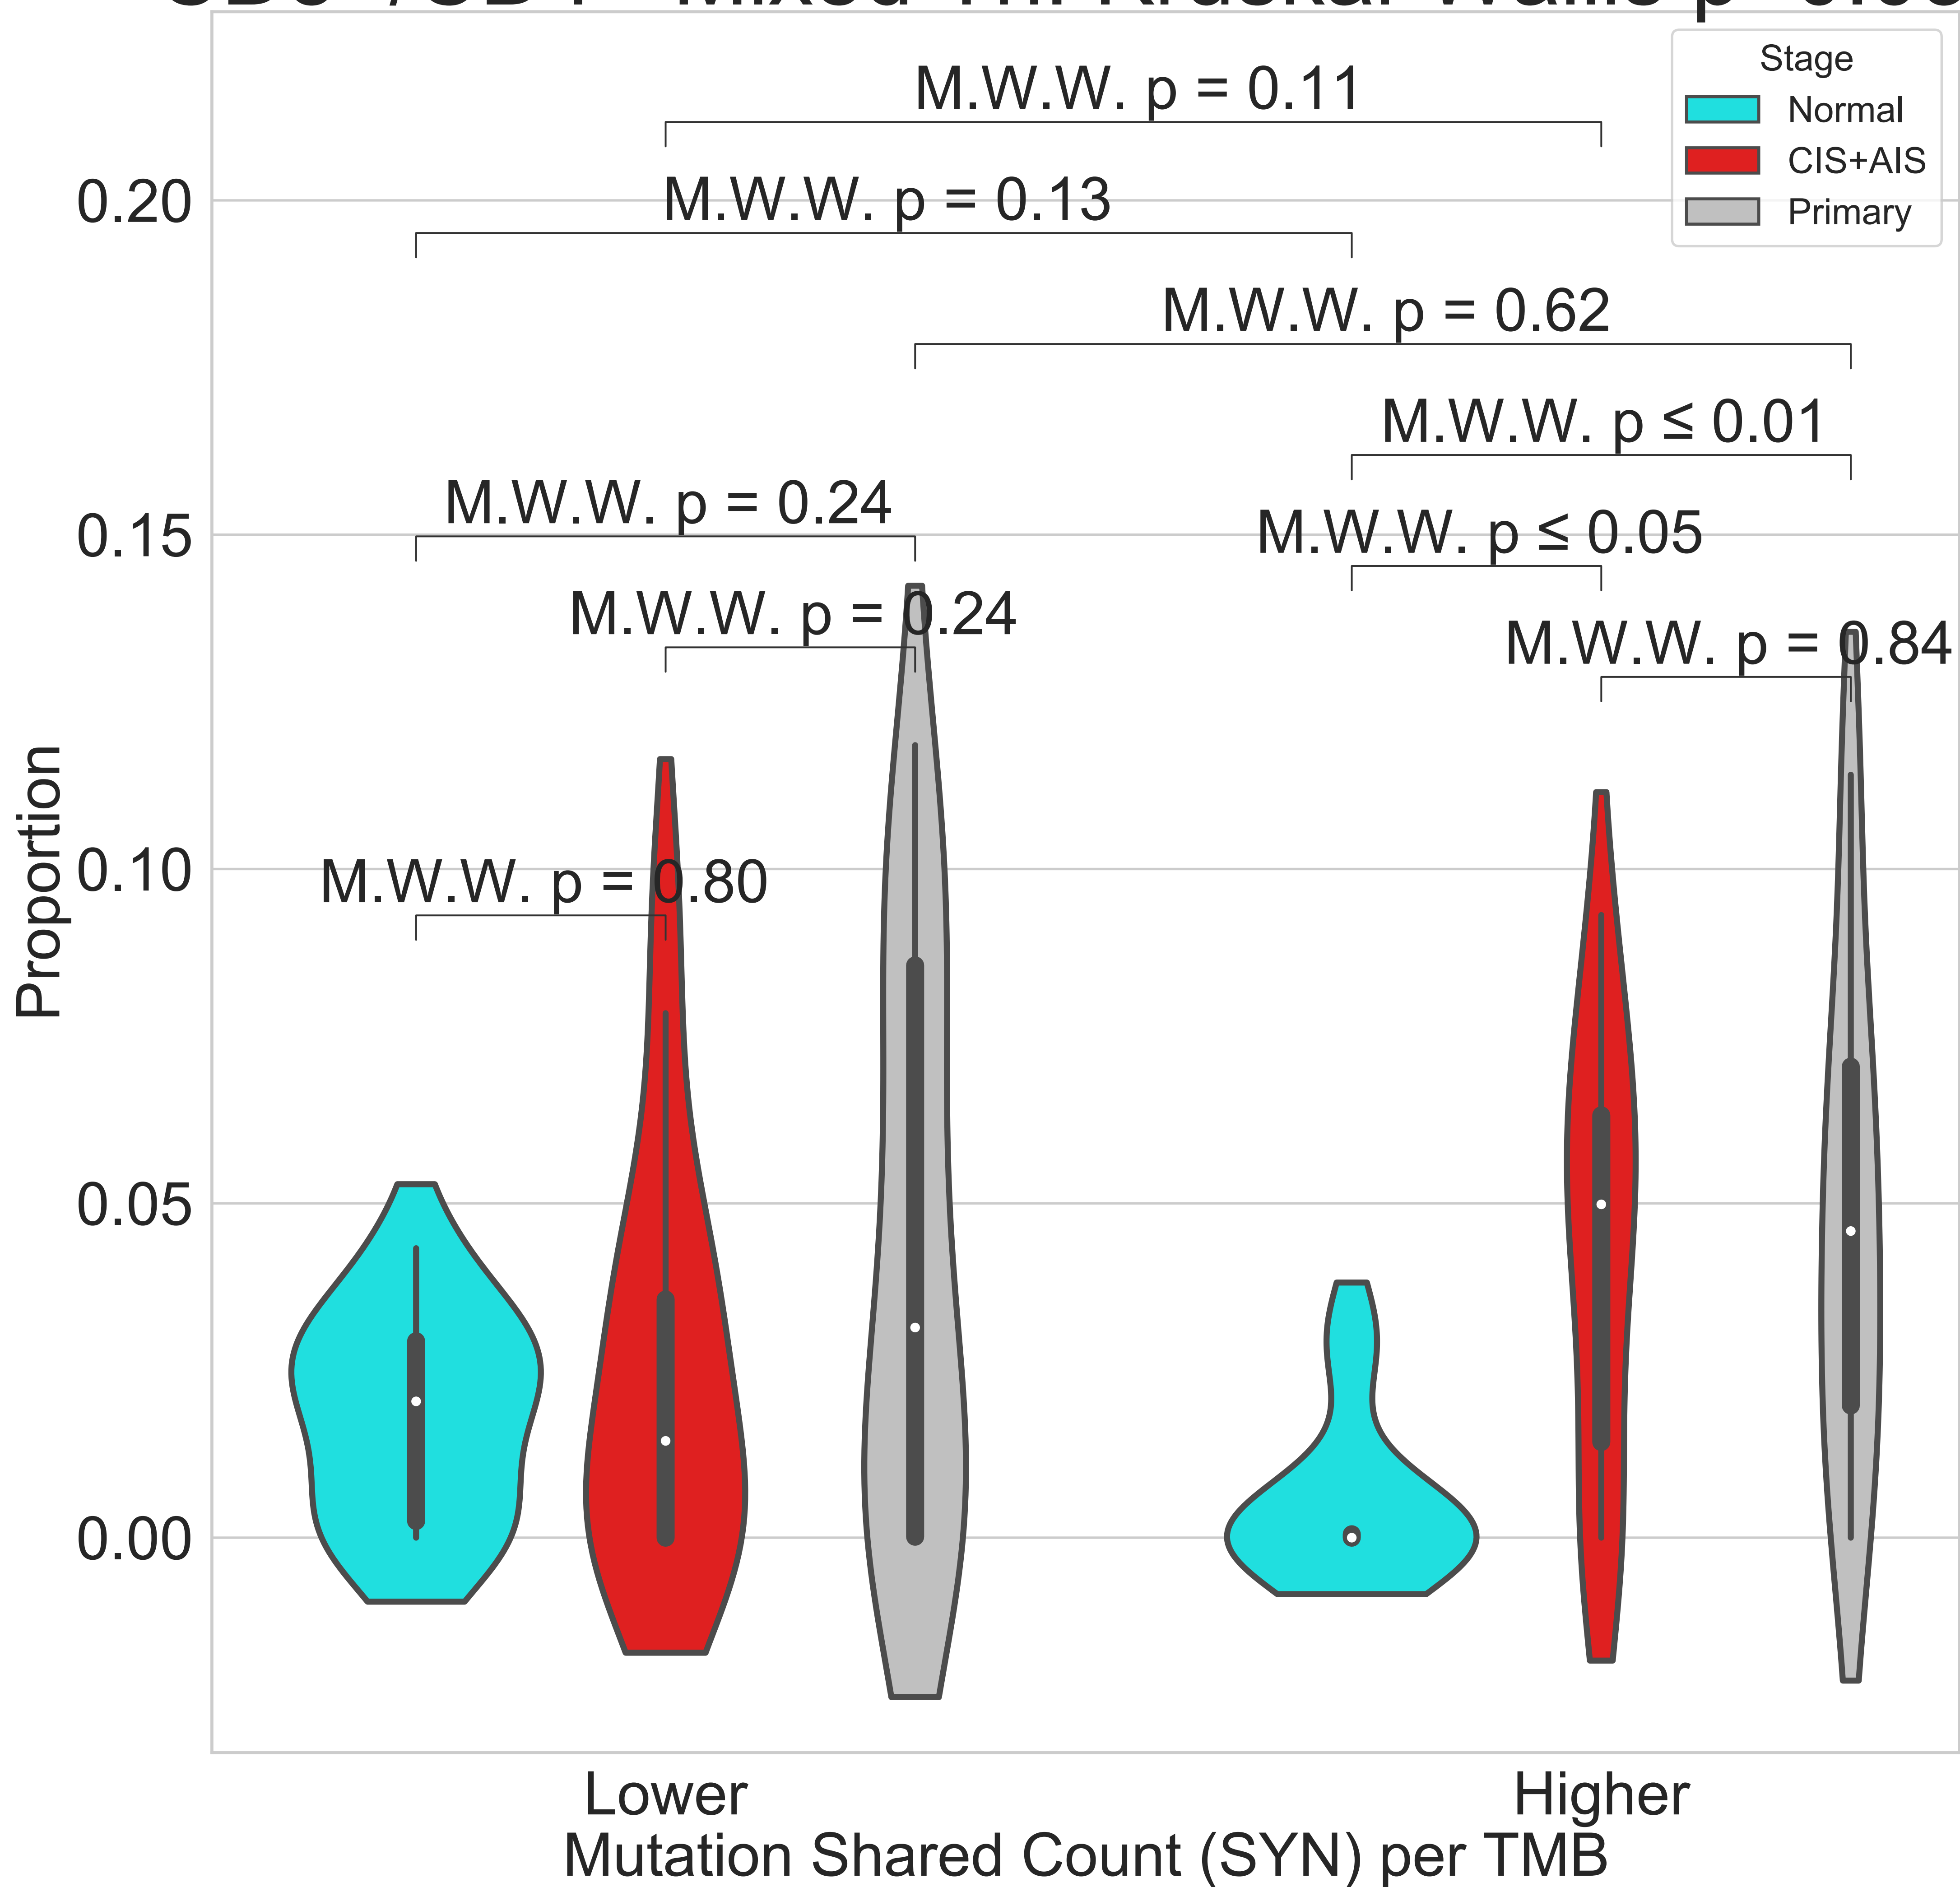 M.W.W. p = 0.11
M.W.W. p = 0.13
M.W.W. p = 0.62
M.W.W. p ≤ 0.01
M.W.W. p = 0.24
M.W.W. p ≤ 0.05
M.W.W. p = 0.24
M.W.W. p = 0.84
M.W.W. p = 0.80
Stage
Normal
CIS+AIS
Primary
Proportion
0.20
0.15
0.10
0.05
0.00
Lower
Higher
Mutation Shared Count (SYN) per TMB